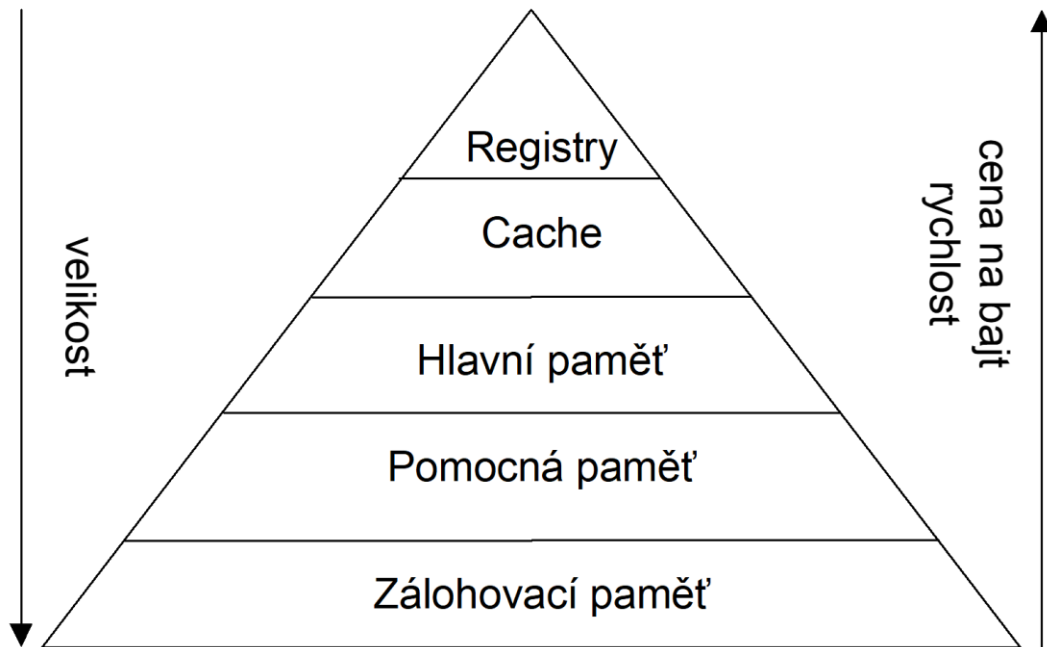 Registry
Cache
Hlavní paměť
Pomocná paměť
Zálohovací paměť
velikost
cena na bajt
rychlost